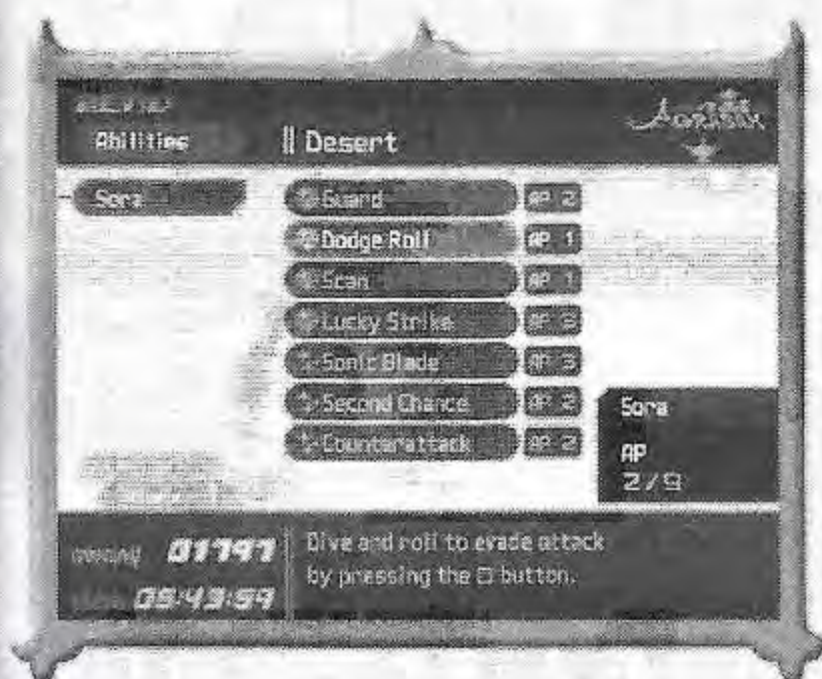 Abilities
Desert
Sora
Guard AP 2
Dodge Roll AP 1
Scan AP 1
Lucky Strike AP 3
Sonic Blade AP 3
Second Chance AP 2
Counterattack AP 2
Sora
AP
2/9
01797
05:43:59
Dive and roll to evade attack
by pressing the □ button.